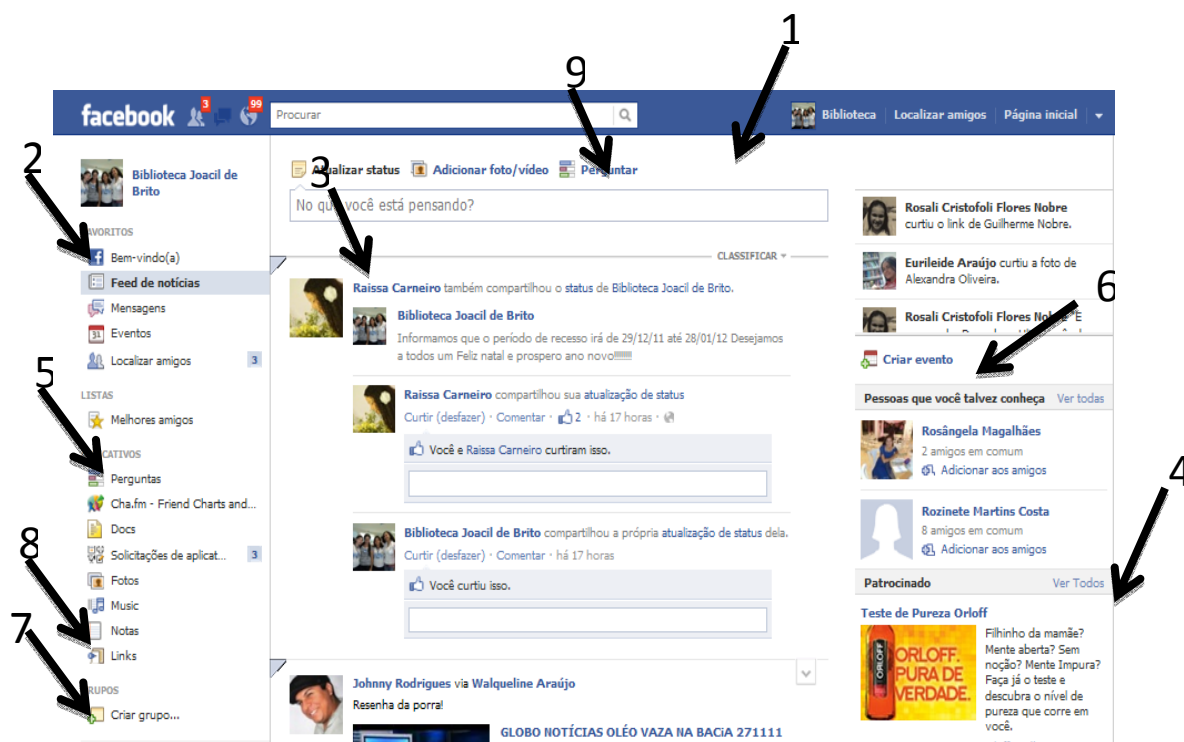 1
9
facebook 3 99 Procurar Biblioteca Localizar amigos Página inicial
2
Biblioteca Joacil de
Brito
FAVORITOS
Bem-vindo(a)
Feed de notícias
Mensagens
31 Eventos
Localizar amigos 3
5
LISTAS
Melhores amigos
APLICATIVOS
Perguntas
Cha.fm - Friend Charts and...
Docs
8
Solicitações de aplicat... 3
Fotos
Music
7
Notas
Links
GRUPOS
Criar grupo...
3
Atualizar status Adicionar foto/vídeo Perguntar
No que você está pensando?
CLASSIFICAR
Raissa Carneiro também compartilhou o status de Biblioteca Joacil de Brito.
Biblioteca Joacil de Brito
Informamos que o período de recesso irá de 29/12/11 até 28/01/12 Desejamos
a todos um Feliz natal e prospero ano novo!!!!!!!
Raissa Carneiro compartilhou sua atualização de status
Curtir (desfazer) · Comentar · 2 · há 17 horas ·
Você e Raissa Carneiro curtiram isso.
Biblioteca Joacil de Brito compartilhou a própria atualização de status dela.
Curtir (desfazer) · Comentar · há 17 horas
Você curtiu isso.
Johnny Rodrigues via Walqueline Araújo
Resenha da porra!
GLOBO NOTÍCIAS OLÉO VAZA NA BACiA 271111
Rosali Cristofoli Flores Nobre
curtiu o link de Guilherme Nobre.
Eurileide Araújo curtiu a foto de
Alexandra Oliveira.
6
Rosali Cristofoli Flores Nobre "E
Criar evento
Pessoas que você talvez conheça Ver todas
Rosângela Magalhães
2 amigos em comum
Adicionar aos amigos
4
Rozinete Martins Costa
8 amigos em comum
Adicionar aos amigos
Patrocinado Ver Todos
Teste de Pureza Orloff
ORLOFF
ORLOFF.
PURA DE
VERDADE.
Filhinho da mamãe?
Mente aberta? Sem
noção? Mente Impura?
Faça já o teste e
descubra o nível de
pureza que corre em
você.